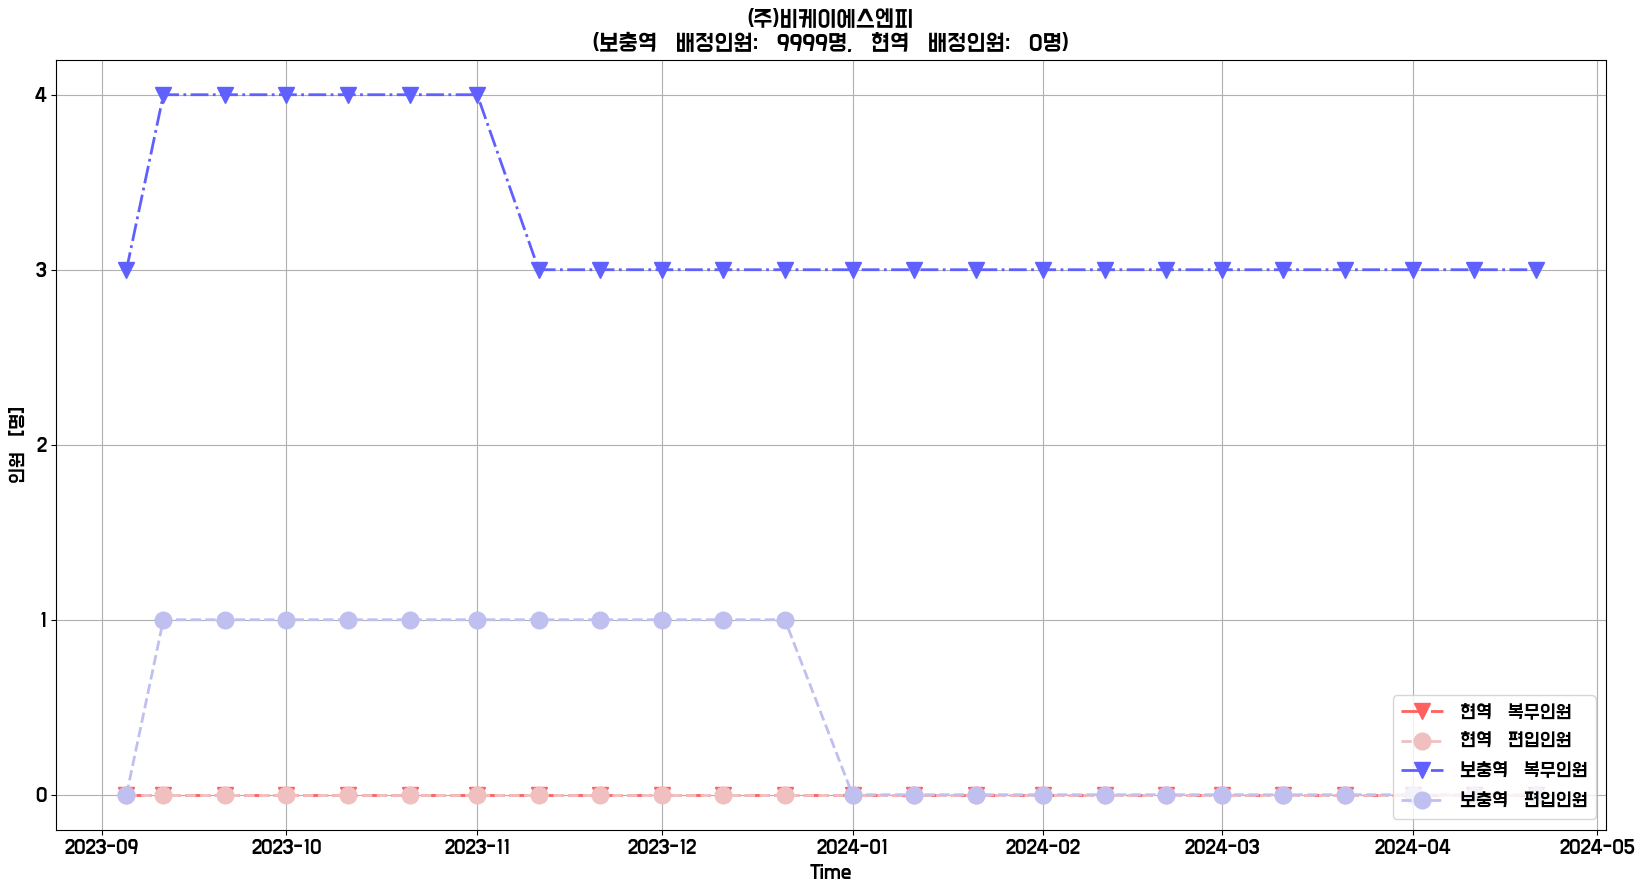 (주)비케이에스엔피
(보충역 배정인원: 9999명, 현역 배정인원: 0명)
4
3
2
1
0
인원 [명]
2023-09 2023-10 2023-11 2023-12 2024-01 2024-02 2024-03 2024-04 2024-05
Time
현역 복무인원
현역 편입인원
보충역 복무인원
보충역 편입인원